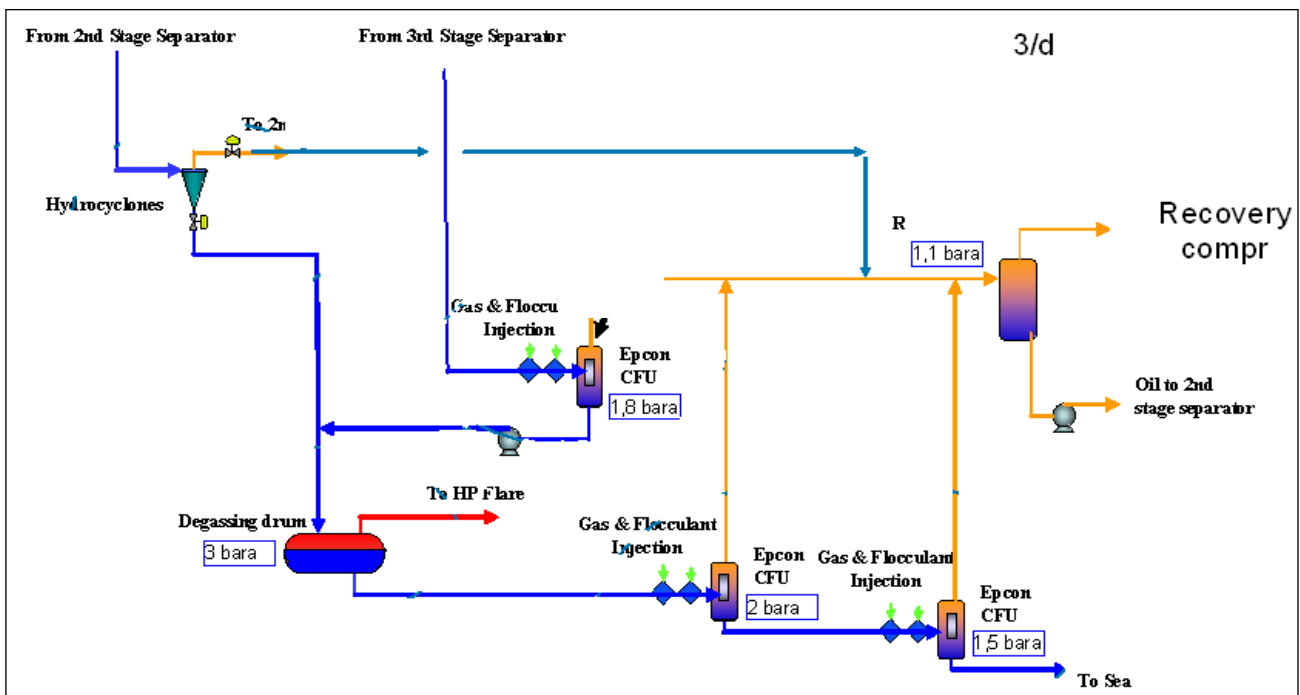 From 2nd Stage Separator
From 3rd Stage Separator
3/d
To 2n
Hydrocyclones
Recovery
compr
R
1,1 bara
Gas & Floccu
Injection
Epcon
CFU
1,8 bara
Oil to 2nd
stage separator
To HP Flare
Degassing drum
3 bara
Gas & Flocculant
Injection
Epcon
CFU
2 bara
Gas & Flocculant
Injection
Epcon
CFU
1,5 bara
To Sea